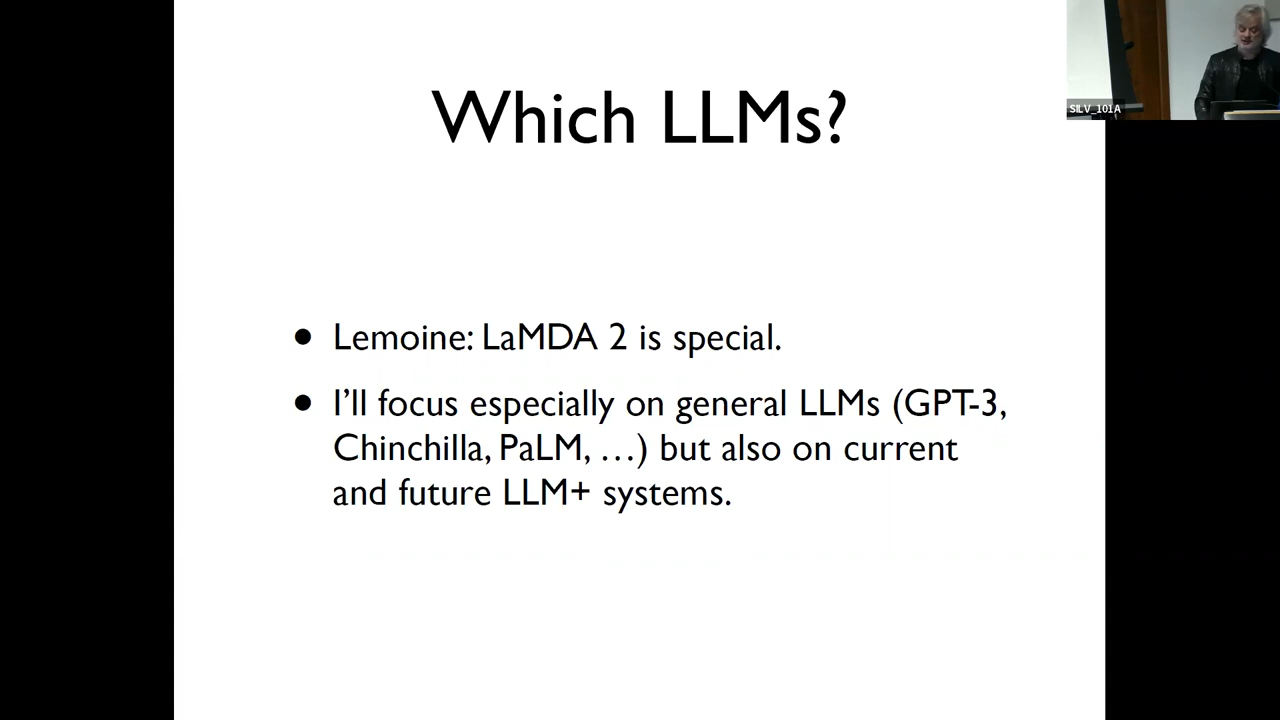 SILV_101A
Which LLMs?
• Lemoine: LaMDA 2 is special.
• I'll focus especially on general LLMs (GPT-3,
Chinchilla, PaLM, …) but also on current
and future LLM+ systems.